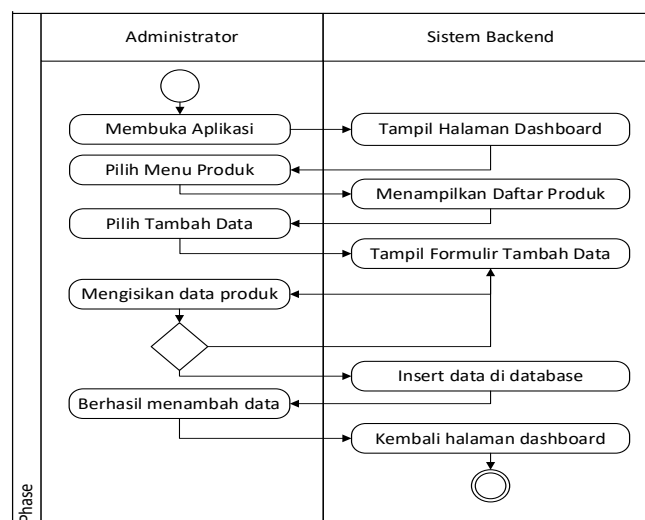 Administrator
Sistem Backend
Membuka Aplikasi
Tampil Halaman Dashboard
Pilih Menu Produk
Menampilkan Daftar Produk
Pilih Tambah Data
Tampil Formulir Tambah Data
Mengisikan data produk
Insert data di database
Berhasil menambah data
Kembali halaman dashboard
Phase